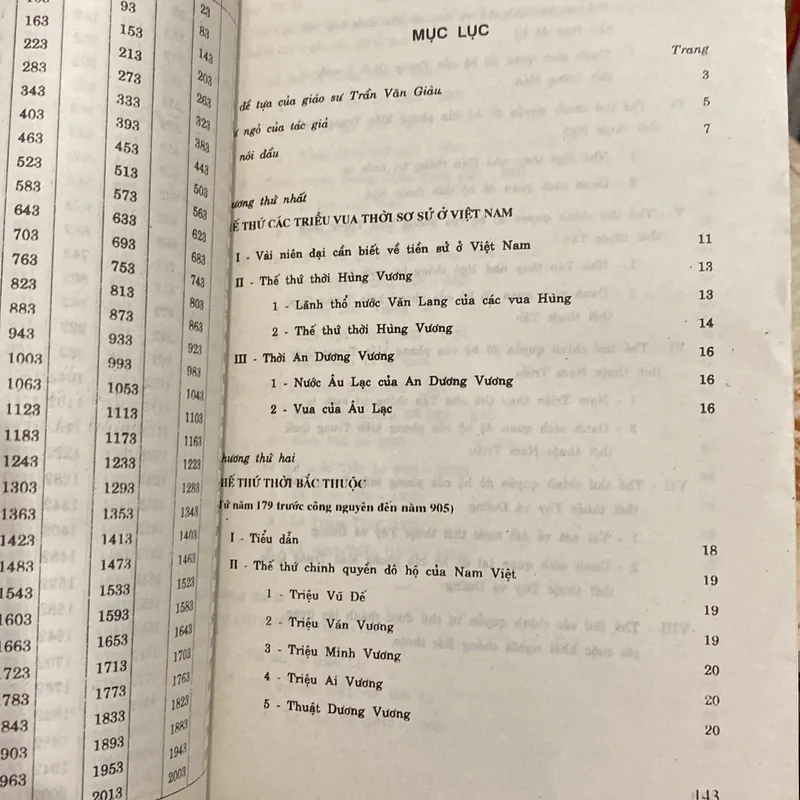 93 23
163 153 83
223 213 143
283 273 203
343 333 263
403 393 323
463 453 383
523 513 443
583 573 503
643 633 563
703 693 623
763 753 683
823 813 743
883 873 803
943 933 863
1003 993 923
1063 1053 983
1123 1113 1043
1183 1173 1103
1243 1233 1163
1303 1293 1223
1363 1353 1283
1423 1413 1343
1483 1473 1403
1543 1533 1463
1603 1593 1523
1663 1653 1583
1723 1713 1643
1783 1773 1703
843 1833 1763
903 1893 1823
963 1953 1883
2013 1943
2003
MỤC LỤC
Trang
đề tựa của giáo sư Trần Văn Giàu 3
ngỏ của tác giả 5
nói đầu 7
ương thứ nhất
Ế THỨ CÁC TRIỀU VUA THỜI SƠ SỬ Ở VIỆT NAM
I - Vài niên đại cần biết về tiền sử ở Việt Nam 11
II - Thế thứ thời Hùng Vương 13
1 - Lãnh thổ nước Văn Lang của các vua Hùng 13
2 - Thế thứ thời Hùng Vương 14
III - Thời An Dương Vương 16
1 - Nước Âu Lạc của An Dương Vương 16
2 - Vua của Âu Lạc 16
hương thứ hai
HẾ THỨ THỜI BẮC THUỘC
Từ năm 179 trước công nguyên đến năm 905)
I - Tiểu dẫn 18
II - Thế thứ chính quyền đô hộ của Nam Việt 19
1 - Triệu Vũ Đế 19
2 - Triệu Văn Vương 19
3 - Triệu Minh Vương 20
4 - Triệu Ai Vương 20
5 - Thuật Dương Vương 20
143